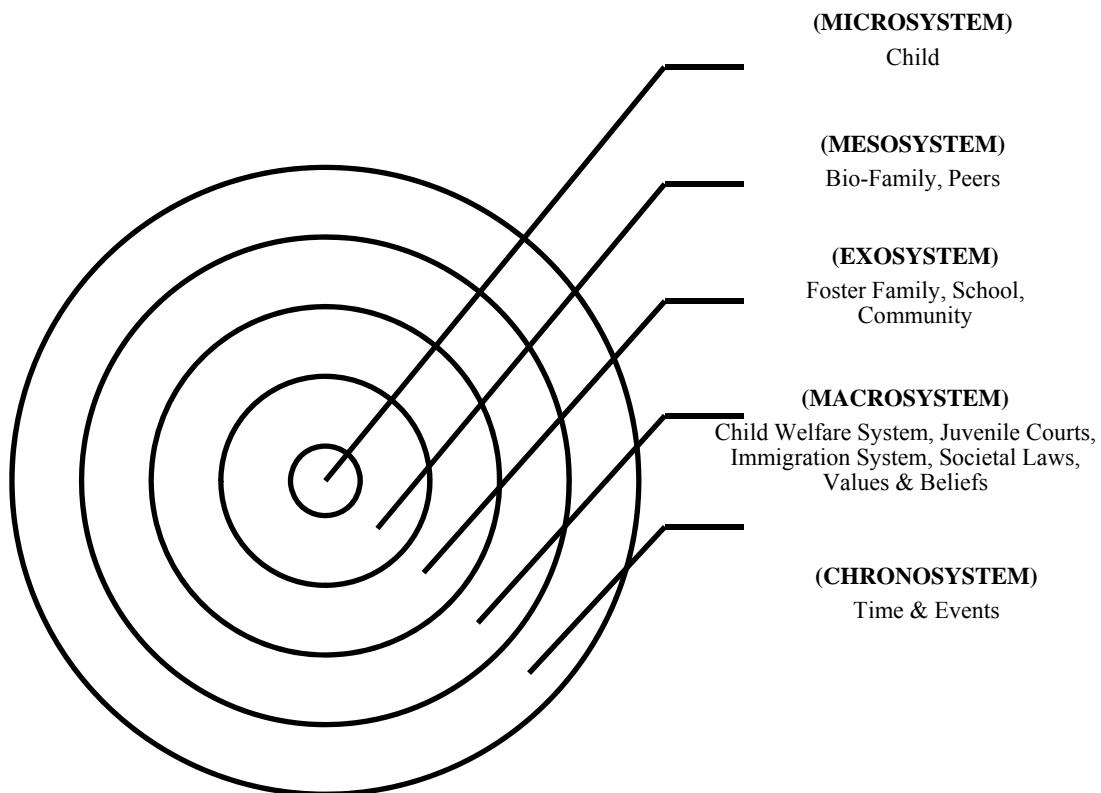 (MICROSYSTEM)
Child
(MESOSYSTEM)
Bio-Family, Peers
(EXOSYSTEM)
Foster Family, School,
Community
(MACROSYSTEM)
Child Welfare System, Juvenile Courts,
Immigration System, Societal Laws,
Values & Beliefs
(CHRONOSYSTEM)
Time & Events